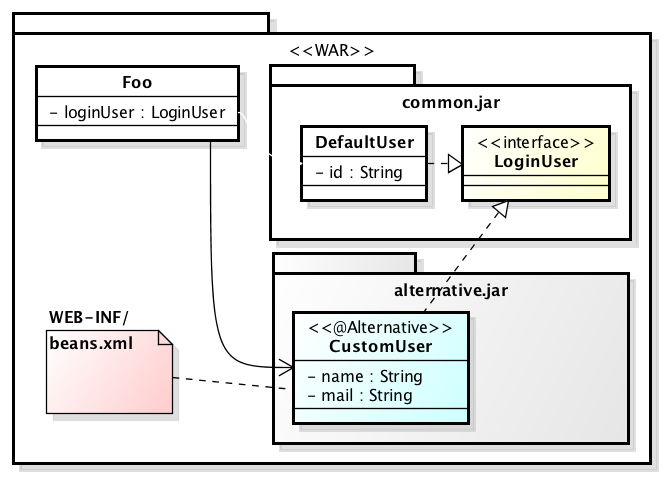 <<WAR>>
Foo
- loginUser : LoginUser
common.jar
DefaultUser
- id : String
<<interface>>
LoginUser
alternative.jar
<<@Alternative>>
CustomUser
- name : String
- mail : String
WEB-INF/
beans.xml